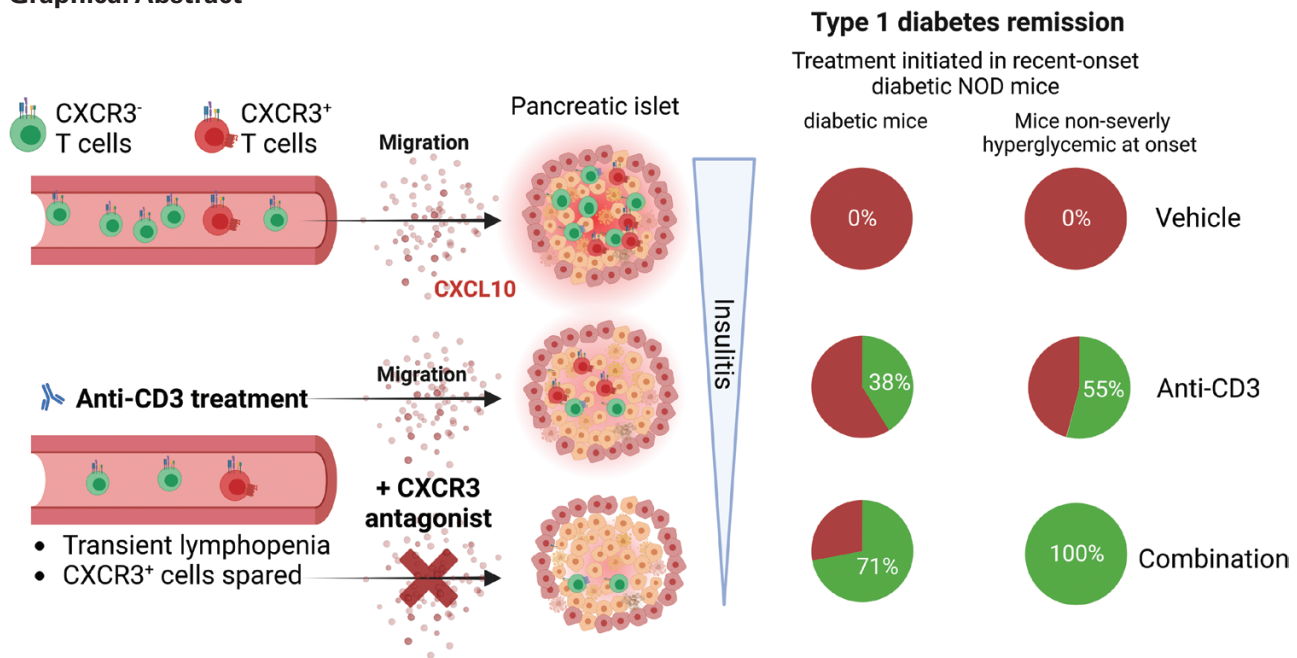 Graphical Abstract
Type 1 diabetes remission
Treatment initiated in recent-onset
diabetic NOD mice
CXCR3⁻
T cells
CXCR3⁺
T cells
Migration
Pancreatic islet
diabetic mice
Mice non-severly
hyperglycemic at onset
CXCL10
Insulitis
0%
0%
Vehicle
Anti-CD3 treatment
Migration
38%
55%
Anti-CD3
+ CXCR3
antagonist
• Transient lymphopenia
• CXCR3⁺ cells spared
71%
100%
Combination